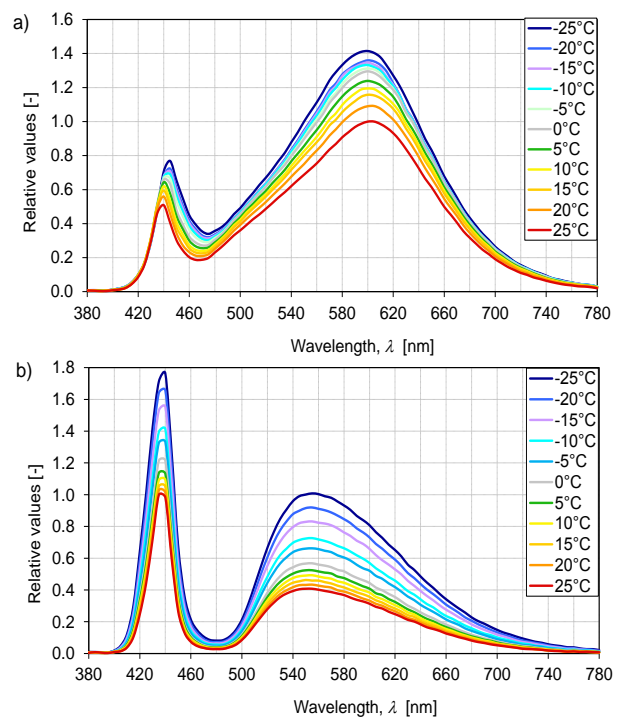 a)
Relative values [-]
1.6
1.4
1.2
1.0
0.8
0.6
0.4
0.2
0.0
380 420 460 500 540 580 620 660 700 740 780
Wavelength, λ [nm]
-25°C
-20°C
-15°C
-10°C
-5°C
0°C
5°C
10°C
15°C
20°C
25°C
b)
Relative values [-]
1.8
1.6
1.4
1.2
1.0
0.8
0.6
0.4
0.2
0.0
380 420 460 500 540 580 620 660 700 740 780
Wavelength, λ [nm]
-25°C
-20°C
-15°C
-10°C
-5°C
0°C
5°C
10°C
15°C
20°C
25°C